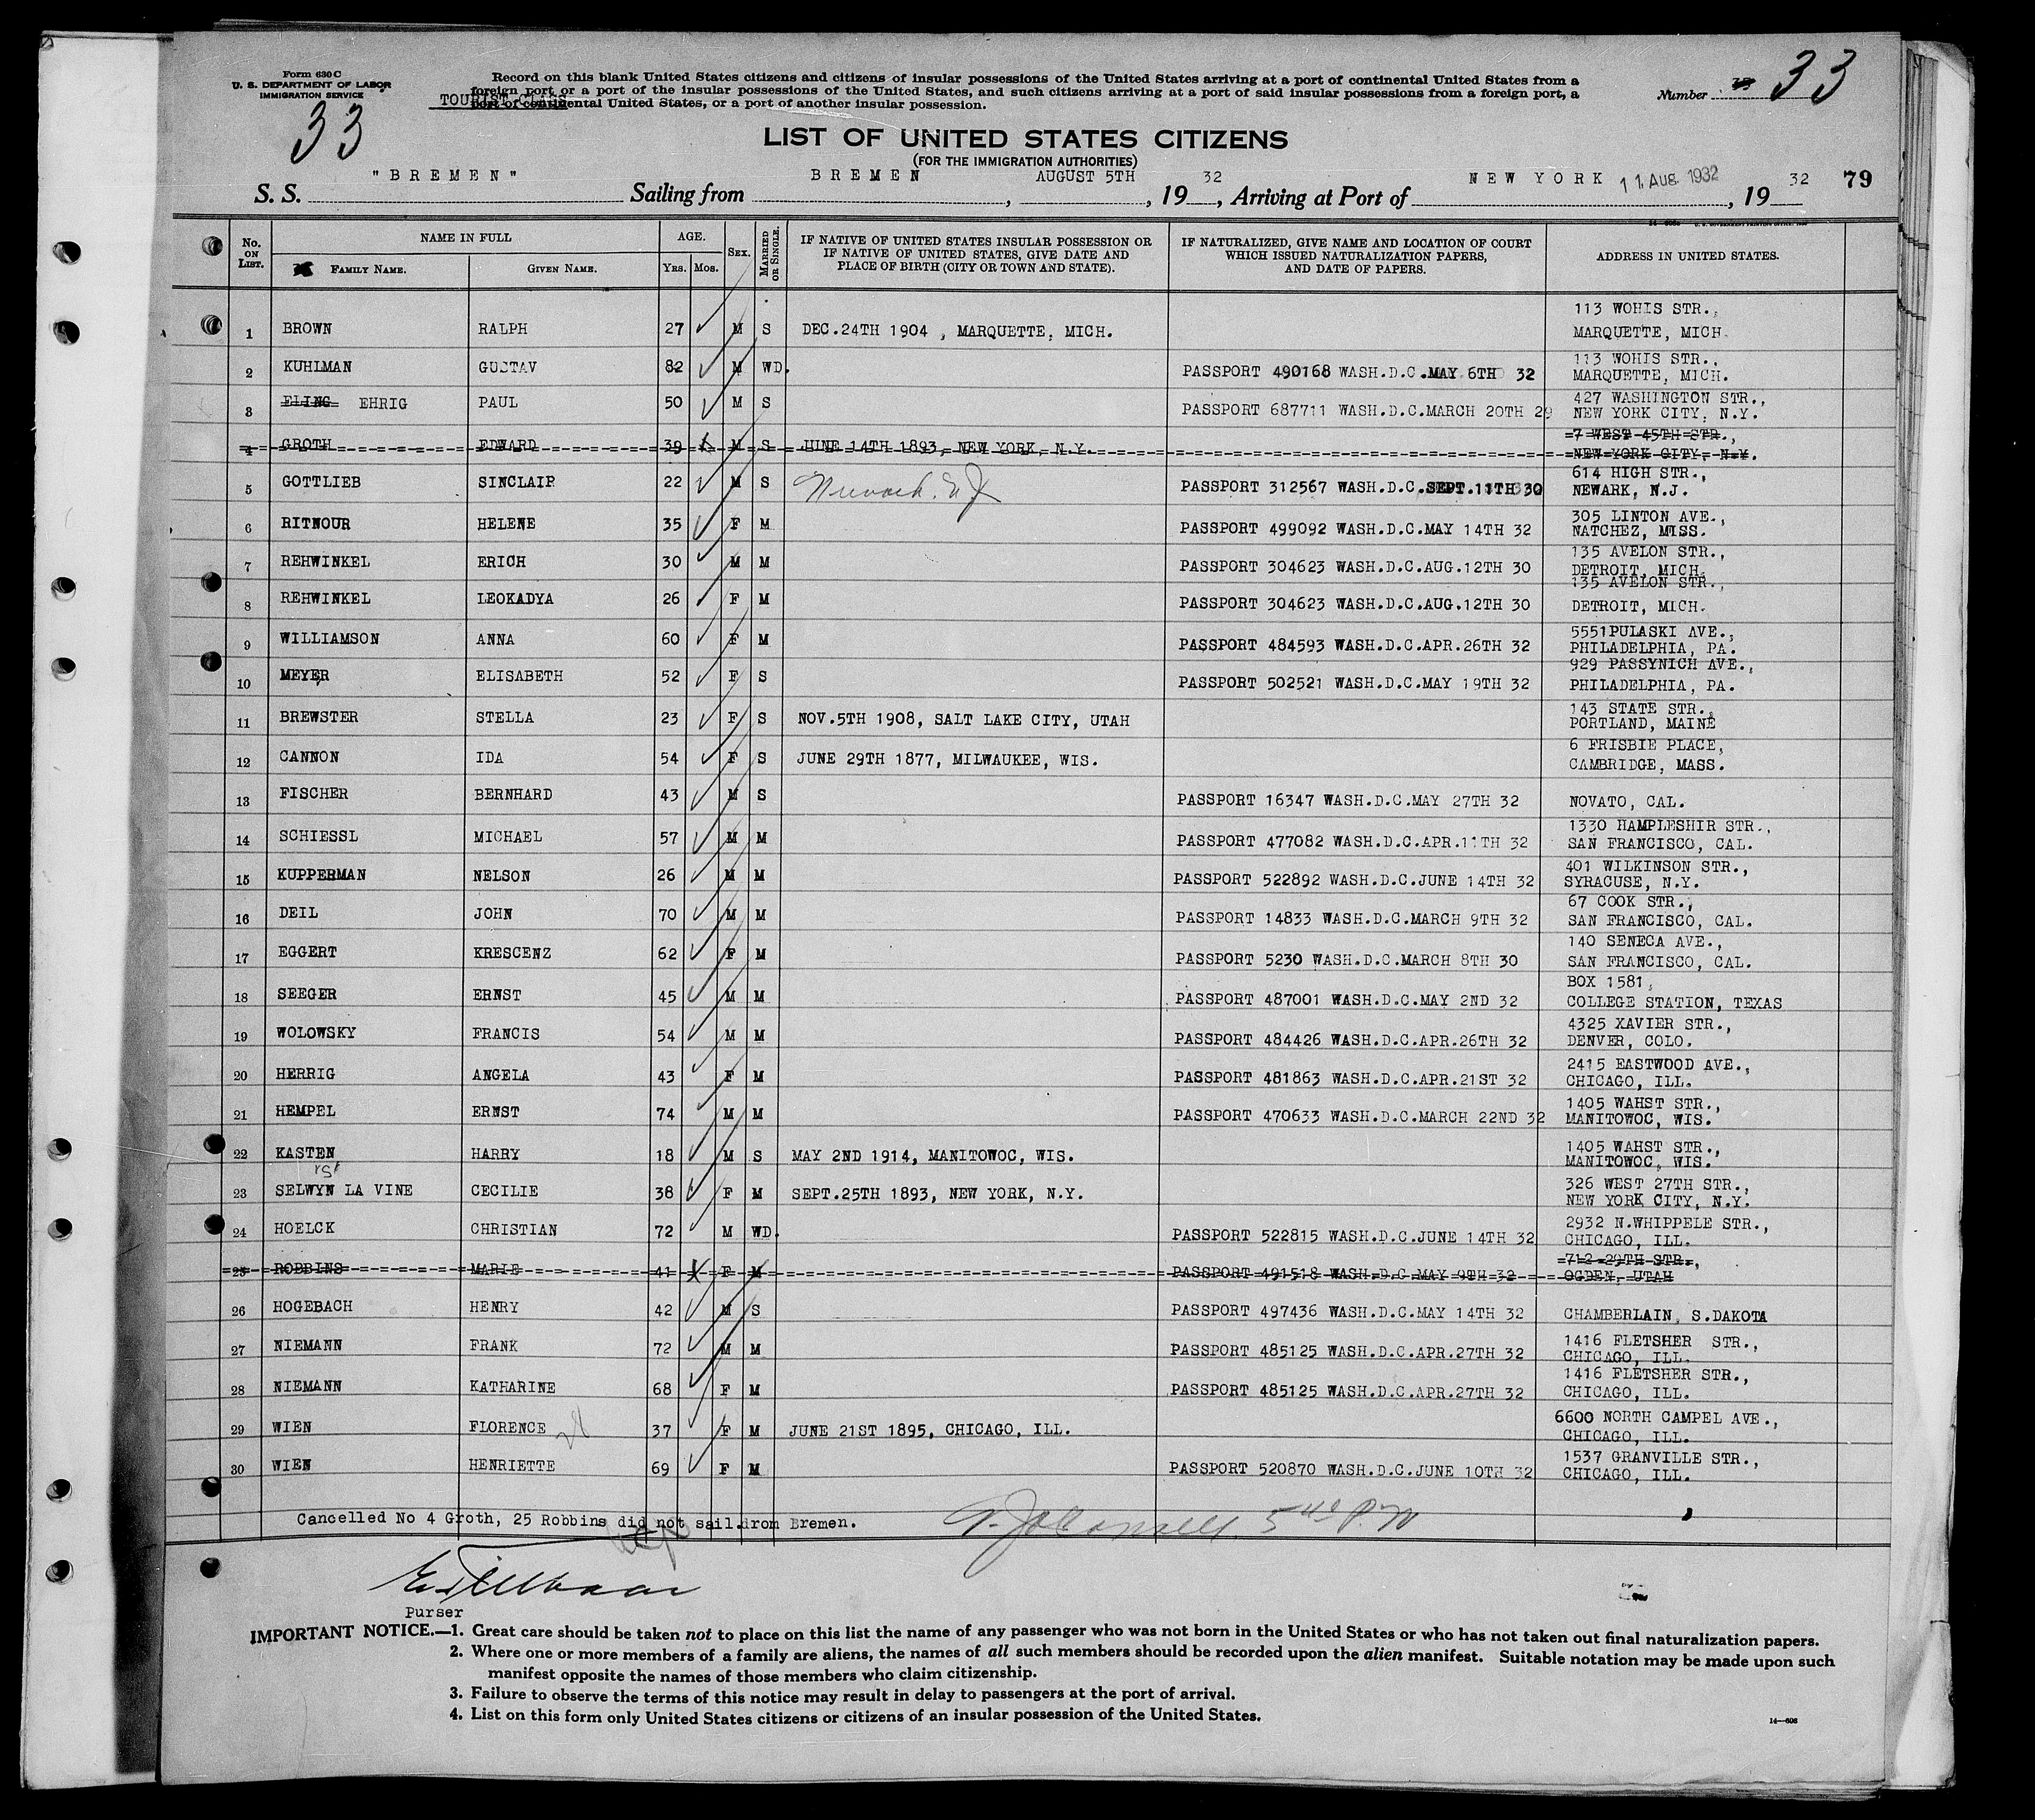 Form 630 C
U. S. DEPARTMENT OF LABOR
IMMIGRATION SERVICE
33
TOURIST CLASS
Record on this blank United States citizens and citizens of insular possessions of the United States arriving at a port of continental United States from a
foreign port or a port of the insular possessions of the United States, and such citizens arriving at a port of said insular possessions from a foreign port, a
port of continental United States, or a port of another insular possession.
Number 33
LIST OF UNITED STATES CITIZENS
(FOR THE IMMIGRATION AUTHORITIES)
S. S. "BREMEN" Sailing from BREMEN, AUGUST 5TH, 19 32, Arriving at Port of NEW YORK 11. AUG. 1932, 19 32 79
No. ON LIST. NAME IN FULL AGE. SEX. MARRIED OR SINGLE. IF NATIVE OF UNITED STATES INSULAR POSSESSION OR IF NATIVE OF UNITED STATES, GIVE DATE AND PLACE OF BIRTH (CITY OR TOWN AND STATE). IF NATURALIZED, GIVE NAME AND LOCATION OF COURT WHICH ISSUED NATURALIZATION PAPERS, AND DATE OF PAPERS. ADDRESS IN UNITED STATES.
FAMILY NAME. GIVEN NAME. YRS. MOS.
1 BROWN RALPH 27 M S DEC.24TH 1904 , MARQUETTE, MICH. 113 WOHIS STR., MARQUETTE, MICH.
2 KUHLMAN GUSTAV 82 M WD. PASSPORT 490168 WASH.D.C.MAY 6TH 32 113 WOHIS STR., MARQUETTE, MICH.
3 ELING EHRIG PAUL 50 M S PASSPORT 687711 WASH.D.C.MARCH 20TH 29 427 WASHINGTON STR., NEW YORK CITY, N.Y.
4 GROTH EDWARD 39 M S JUNE 14TH 1893, NEW YORK, N.Y. 7 WEST 45TH STR., NEW YORK CITY, N.Y.
5 GOTTLIEB SINCLAIR 22 M S Newark. N.J. PASSPORT 312567 WASH.D.C.SEPT.11TH 30 614 HIGH STR., NEWARK, N.J.
6 RITNOUR HELENE 35 F M PASSPORT 499092 WASH.D.C.MAY 14TH 32 305 LINTON AVE., NATCHEZ, MISS.
7 REHWINKEL ERICH 30 M M PASSPORT 304623 WASH.D.C.AUG.12TH 30 135 AVELON STR., DETROIT, MICH.
8 REHWINKEL LEOKADYA 26 F M PASSPORT 304623 WASH.D.C.AUG.12TH 30 135 AVELON STR., DETROIT, MICH.
9 WILLIAMSON ANNA 60 F M PASSPORT 484593 WASH.D.C.APR.26TH 32 5551PULASKI AVE., PHILADELPHIA, PA.
10 MEYER ELISABETH 52 F S PASSPORT 502521 WASH.D.C.MAY 19TH 32 929 PASSYNICH AVE., PHILADELPHIA, PA.
11 BREWSTER STELLA 23 F S NOV.5TH 1908, SALT LAKE CITY, UTAH 143 STATE STR., PORTLAND, MAINE
12 CANNON IDA 54 F S JUNE 29TH 1877, MILWAUKEE, WIS. 6 FRISBIE PLACE, CAMBRIDGE, MASS.
13 FISCHER BERNHARD 43 M S PASSPORT 16347 WASH.D.C.MAY 27TH 32 NOVATO, CAL.
14 SCHIESSL MICHAEL 57 M M PASSPORT 477082 WASH.D.C.APR.11TH 32 1330 HAMPLESHIR STR., SAN FRANCISCO, CAL.
15 KUPPERMAN NELSON 26 M M PASSPORT 522892 WASH.D.C.JUNE 14TH 32 401 WILKINSON STR., SYRACUSE, N.Y.
16 DEIL JOHN 70 M M PASSPORT 14833 WASH.D.C.MARCH 9TH 32 67 COOK STR., SAN FRANCISCO, CAL.
17 EGGERT KRESCENZ 62 F M PASSPORT 5230 WASH.D.C.MARCH 8TH 30 140 SENECA AVE., SAN FRANCISCO, CAL.
18 SEEGER ERNST 45 M M PASSPORT 487001 WASH.D.C.MAY 2ND 32 BOX 1581, COLLEGE STATION, TEXAS
19 WOLOWSKY FRANCIS 54 M M PASSPORT 484426 WASH.D.C.APR.26TH 32 4325 XAVIER STR., DENVER, COLO.
20 HERRIG ANGELA 43 F M PASSPORT 481863 WASH.D.C.APR.21ST 32 2415 EASTWOOD AVE., CHICAGO, ILL.
21 HEMPEL ERNST 74 M M PASSPORT 470633 WASH.D.C.MARCH 22ND 32 1405 WAHST STR., MANITOWOC, WIS.
22 KASTEN HARRY 18 M S MAY 2ND 1914, MANITOWOC, WIS. 1405 WAHST STR., MANITOWOC, WIS.
23 SELWYN LA VINE CECILIE 38 F M SEPT.25TH 1893, NEW YORK, N.Y. 326 WEST 27TH STR., NEW YORK CITY, N.Y.
24 HOELCK CHRISTIAN 72 M WD. PASSPORT 522815 WASH.D.C.JUNE 14TH 32 2932 N.WHIPPELE STR., CHICAGO, ILL.
25 ROBBINS MARIE 41 F M PASSPORT 491518 WASH.D.C.MAY 9TH 32 712 29TH STR., OGDEN, UTAH
26 HOGEBACH HENRY 42 M S PASSPORT 497436 WASH.D.C.MAY 14TH 32 CHAMBERLAIN, S.DAKOTA
27 NIEMANN FRANK 72 M M PASSPORT 485125 WASH.D.C.APR.27TH 32 1416 FLETSHER STR., CHICAGO, ILL.
28 NIEMANN KATHARINE 68 F M PASSPORT 485125 WASH.D.C.APR.27TH 32 1416 FLETSHER STR., CHICAGO, ILL.
29 WIEN FLORENCE 37 F M JUNE 21ST 1895, CHICAGO, ILL. 6600 NORTH CAMPEL AVE., CHICAGO, ILL.
30 WIEN HENRIETTE 69 F M PASSPORT 520870 WASH.D.C.JUNE 10TH 32 1537 GRANVILLE STR., CHICAGO, ILL.
Cancelled No 4 Groth, 25 Robbins did not sail.drom Bremen.
Purser
IMPORTANT NOTICE.—1. Great care should be taken not to place on this list the name of any passenger who was not born in the United States or who has not taken out final naturalization papers.
2. Where one or more members of a family are aliens, the names of all such members should be recorded upon the alien manifest. Suitable notation may be made upon such
manifest opposite the names of those members who claim citizenship.
3. Failure to observe the terms of this notice may result in delay to passengers at the port of arrival.
4. List on this form only United States citizens or citizens of an insular possession of the United States.
14—606